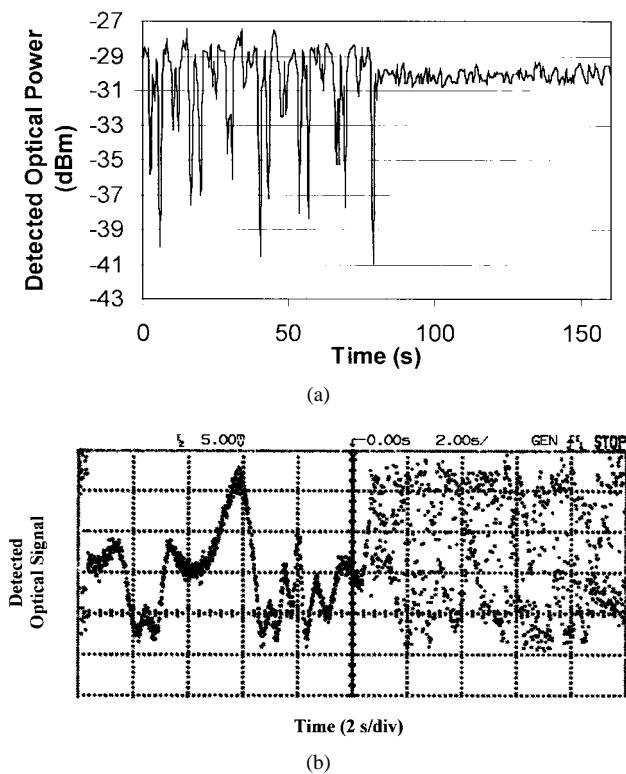 -27
-29
-31
-33
-35
-37
-39
-41
-43
Detected Optical Power
(dBm)
0 50 100 150
Time (s)
(a)
5.00 -0.00s 2.00s/ GEN STOP
Detected
Optical Signal
Time (2 s/div)
(b)